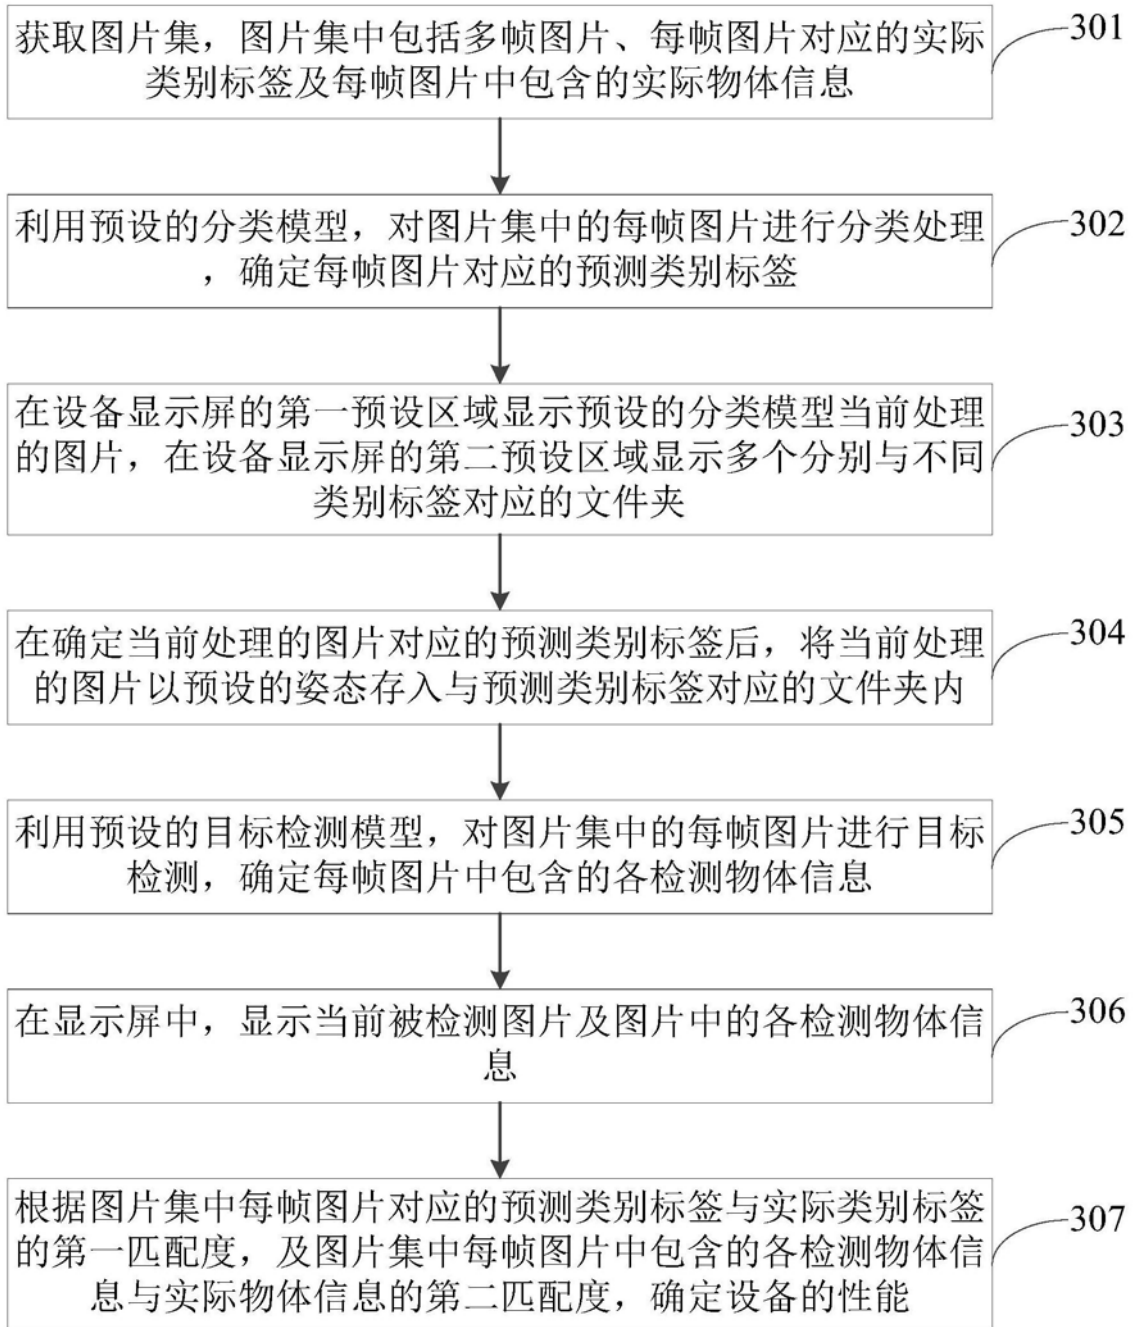 获取图片集，图片集中包括多帧图片、每帧图片对应的实际
类别标签及每帧图片中包含的实际物体信息
301
利用预设的分类模型，对图片集中的每帧图片进行分类处理
，确定每帧图片对应的预测类别标签
302
在设备显示屏的第一预设区域显示预设的分类模型当前处理
的图片，在设备显示屏的第二预设区域显示多个分别与不同
类别标签对应的文件夹
303
在确定当前处理的图片对应的预测类别标签后，将当前处理
的图片以预设的姿态存入与预测类别标签对应的文件夹内
304
利用预设的目标检测模型，对图片集中的每帧图片进行目标
检测，确定每帧图片中包含的各检测物体信息
305
在显示屏中，显示当前被检测图片及图片中的各检测物体信
息
306
根据图片集中每帧图片对应的预测类别标签与实际类别标签
的第一匹配度，及图片集中每帧图片中包含的各检测物体信
息与实际物体信息的第二匹配度，确定设备的性能
307